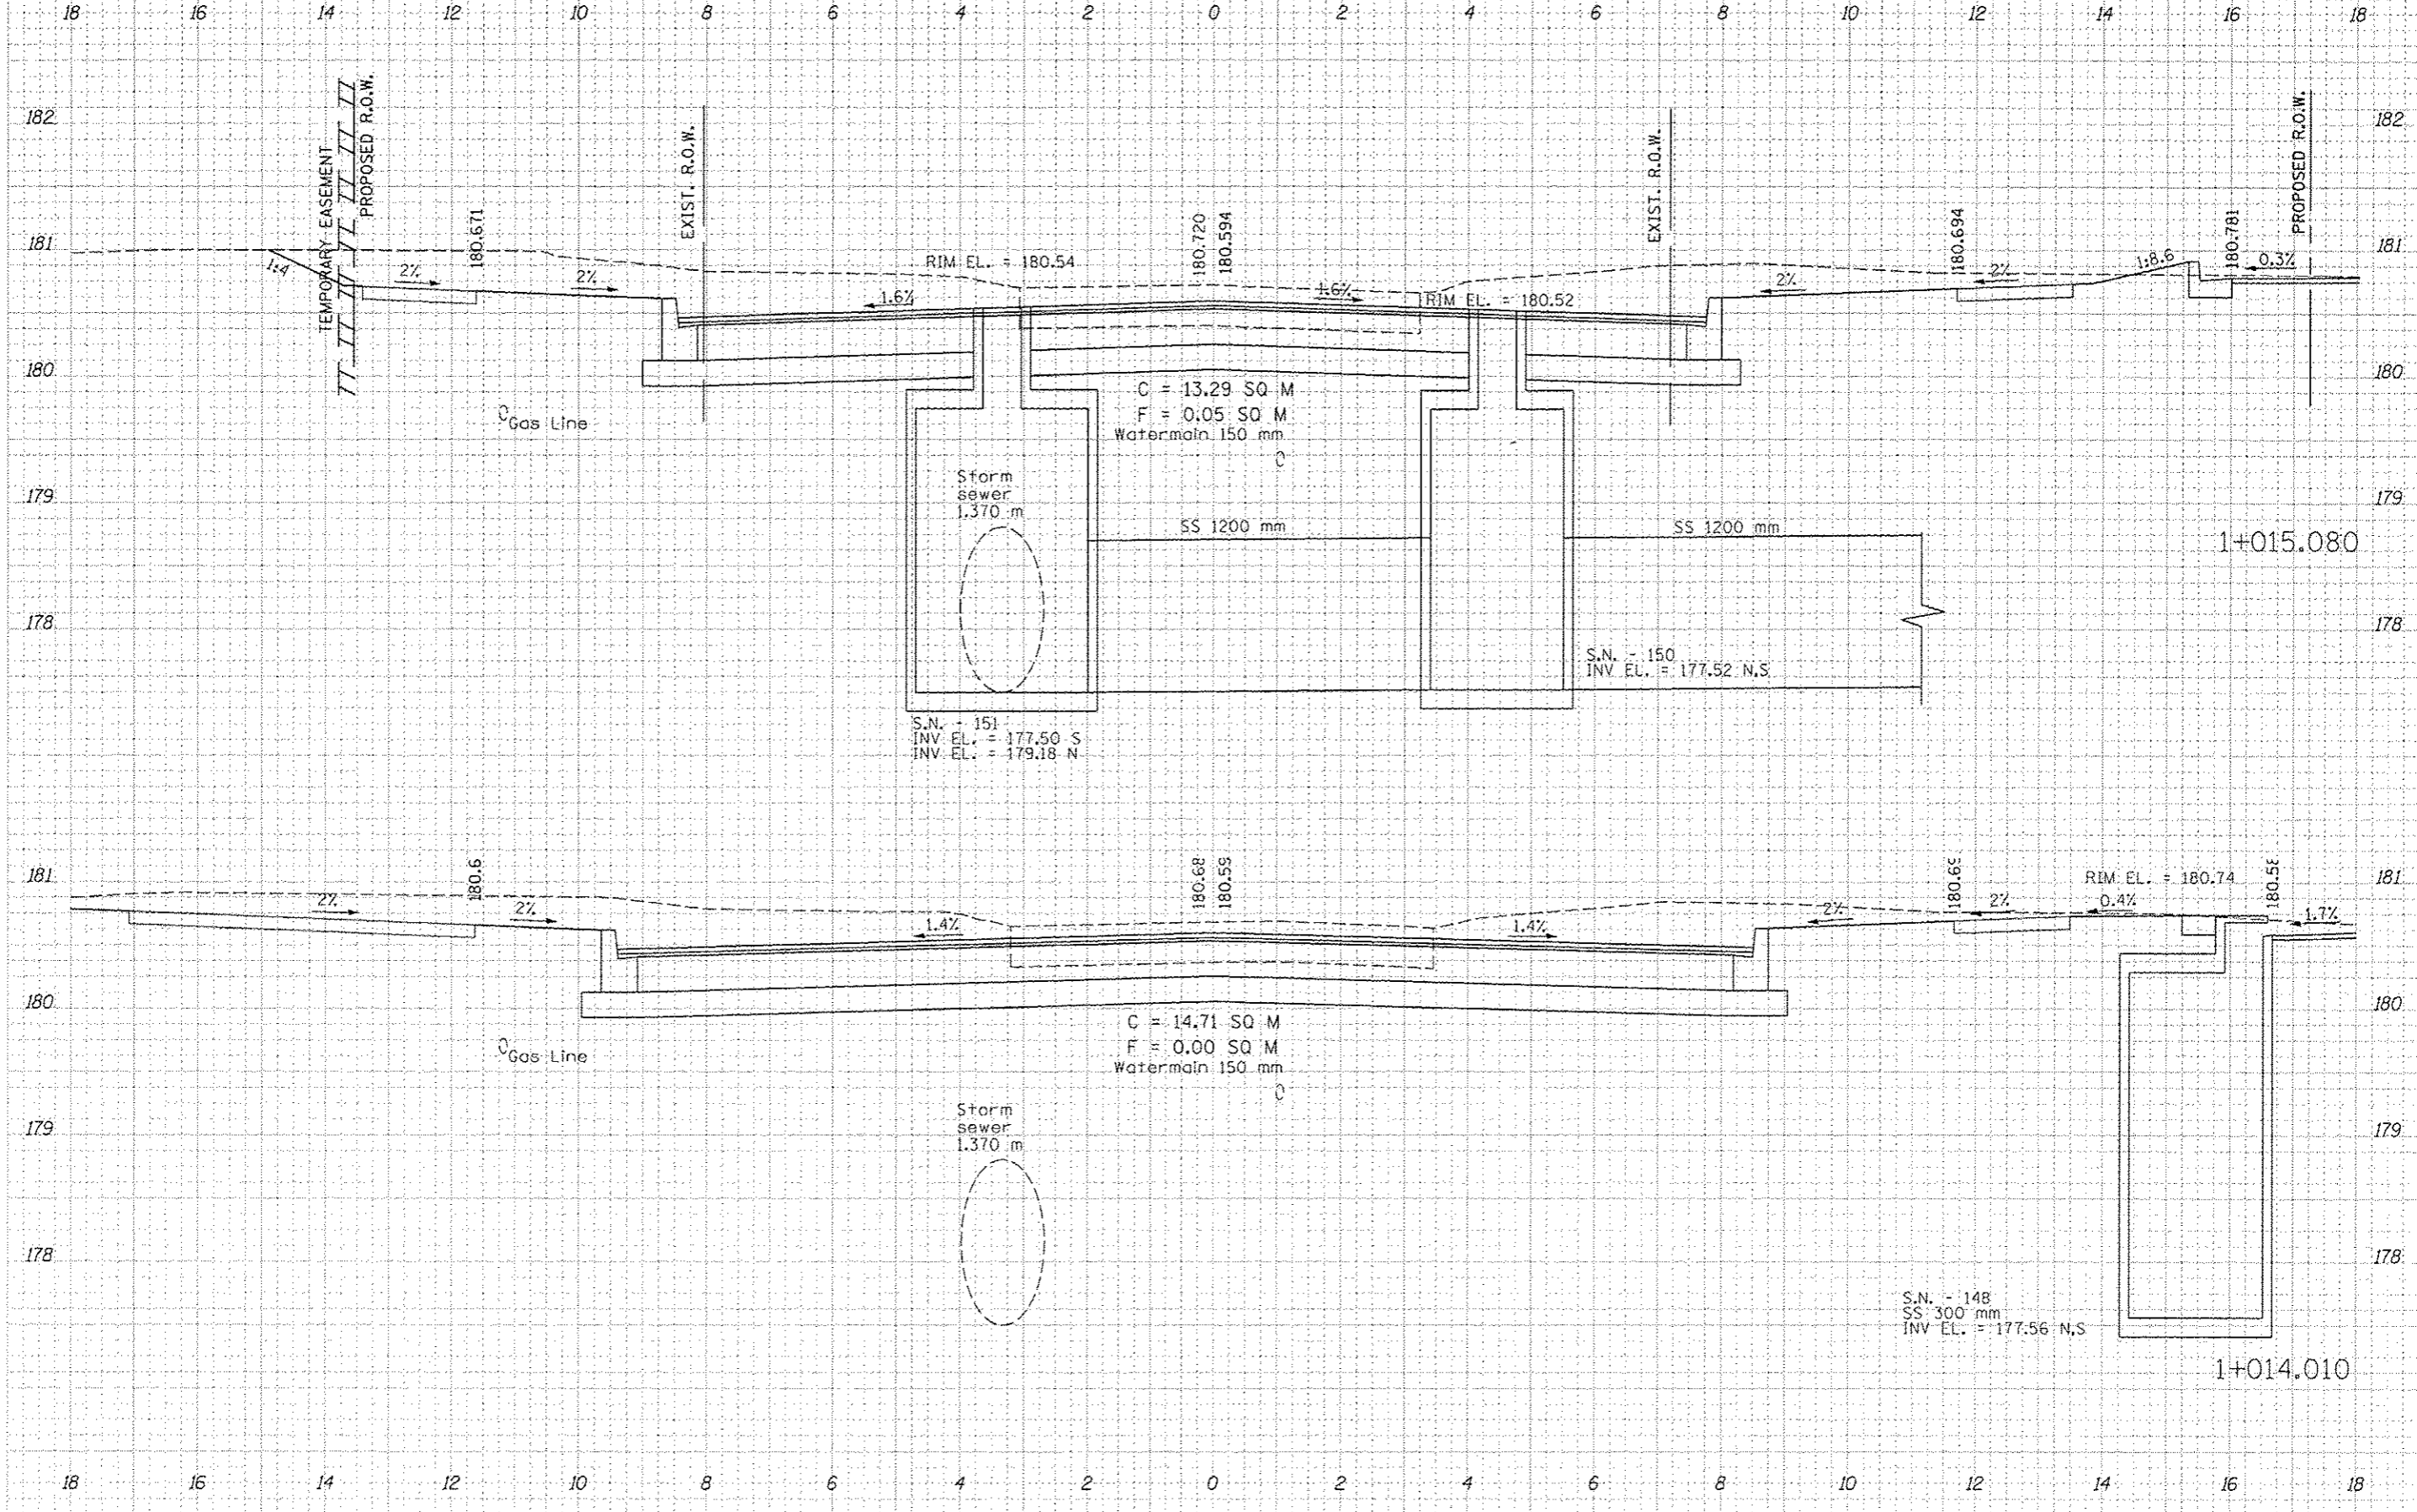 18 16 14 12 10 8 6 4 2 0 2 4 6 8 10 12 14 16 18
182 182
TEMPORARY EASEMENT
PROPOSED R.O.W.
EXIST. R.O.W.
EXIST. R.O.W.
PROPOSED R.O.W.
180.671
180.720
180.594
180.694
180.781
181 181
1:4
2%
2%
RIM EL. = 180.54
1.6%
1.6%
RIM EL. = 180.52
2%
2%
1:8.6
0.3%
180 180
Gas Line
C = 13.29 SQ M
F = 0.05 SQ M
Watermain 150 mm
179 179
Storm
sewer
1.370 m
SS 1200 mm
SS 1200 mm
1+015.080
178 178
S.N. - 150
INV EL. = 177.52 N,S
S.N. - 151
INV EL. = 177.50 S
INV EL. = 179.18 N
180.6
180.68
180.59
181 181
2%
2%
1.4%
1.4%
2%
2%
RIM EL. = 180.74
0.4%
1.7%
180 180
Gas Line
C = 14.71 SQ M
F = 0.00 SQ M
Watermain 150 mm
179 179
Storm
sewer
1.370 m
178 178
S.N. - 148
SS 300 mm
INV EL. = 177.56 N,S
1+014.010
18 16 14 12 10 8 6 4 2 0 2 4 6 8 10 12 14 16 18